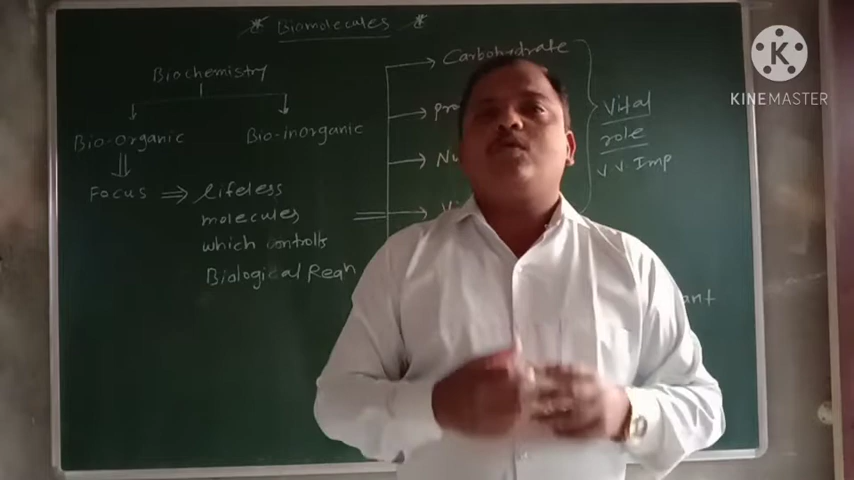 Biomolecules
Biochemistry
Bio-organic
Bio-inorganic
Focus ⇒ lifeless
molecules
which controlls
Biological Reqn
Carbohydrate
Vital
role
v v Imp
K
KINEMASTER